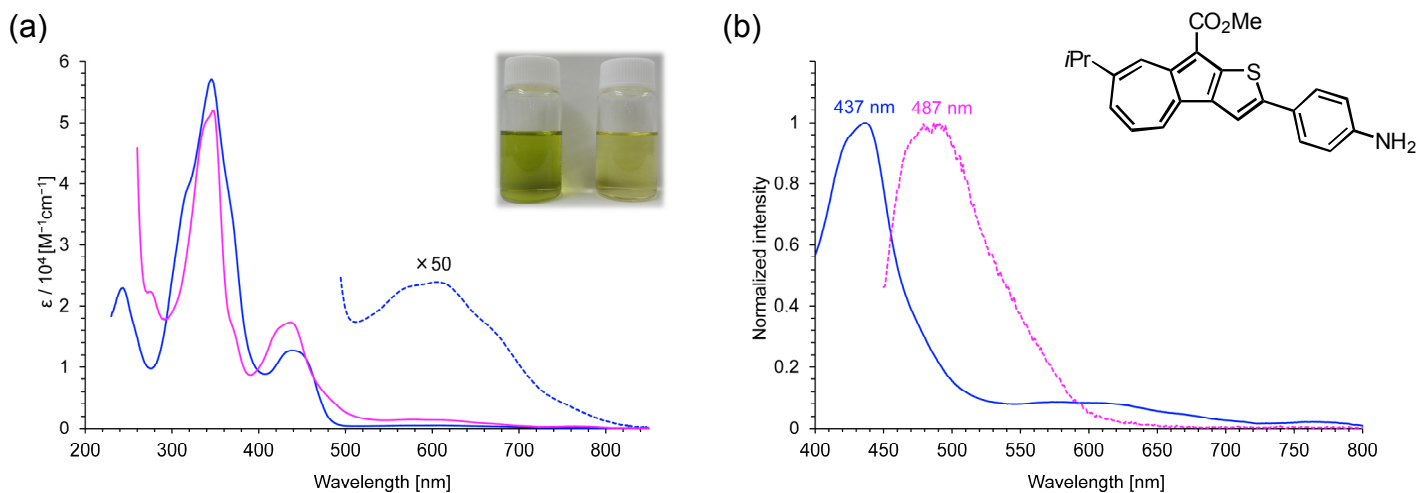 (a)
6
5
4
3
2
1
0
ε / 10⁴ [M⁻¹cm⁻¹]
×50
200 300 400 500 600 700 800
Wavelength [nm]
(b)
CO₂Me
iPr
S
NH₂
437 nm 487 nm
1
0.8
0.6
0.4
0.2
0
Normalized intensity
400 450 500 550 600 650 700 750 800
Wavelength [nm]